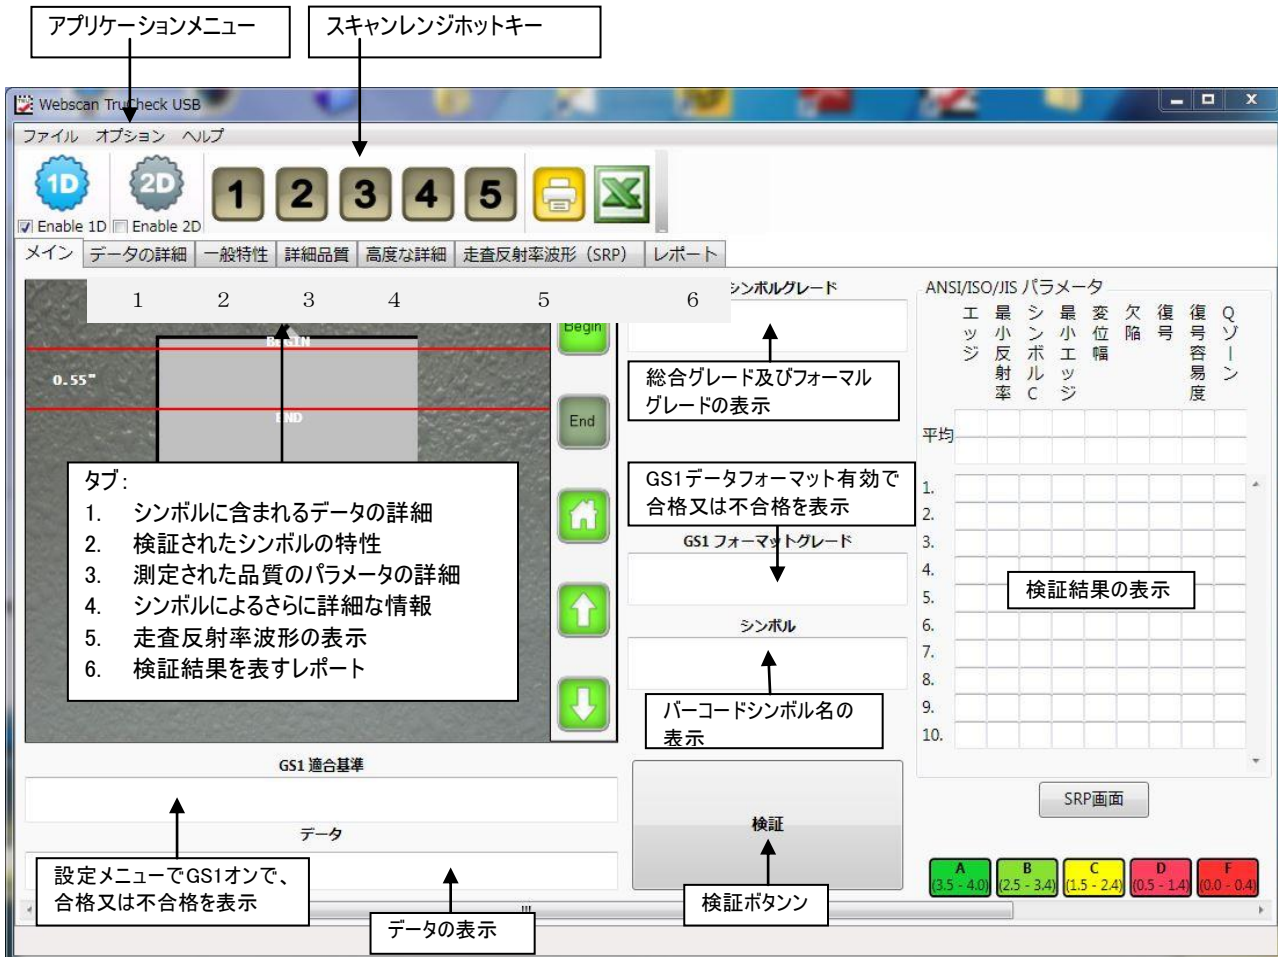 アプリケーションメニュー
スキャンレンジホットキー
Webscan TruCheck USB
ファイル オプション ヘルプ
1D 2D 1 2 3 4 5
Enable 1D Enable 2D
メイン データの詳細 一般特性 詳細品質 高度な詳細 走査反射率波形（SRP） レポート
1 2 3 4 5 6
BEGIN
0.55"
END
Begin
End
タブ:
1. シンボルに含まれるデータの詳細
2. 検証されたシンボルの特性
3. 測定された品質のパラメータの詳細
4. シンボルによるさらに詳細な情報
5. 走査反射率波形の表示
6. 検証結果を表すレポート
シンボルグレード
総合グレード及びフォーマル
グレードの表示
GS1データフォーマット有効で
合格又は不合格を表示
GS1 フォーマットグレード
シンボル
バーコードシンボル名の
表示
ANSI/ISO/JIS パラメータ
エッジ 最小反射率 シンボルC 最小エッジ 変位幅 欠陥 復号 復号容易度 Qゾーン
平均
1.
2.
3.
4.
5.
6.
7.
8.
9.
10.
検証結果の表示
SRP画面
GS1 適合基準
データ
設定メニューでGS1オンで、
合格又は不合格を表示
データの表示
検証
検証ボタンン
A B C D F
(3.5 - 4.0) (2.5 - 3.4) (1.5 - 2.4) (0.5 - 1.4) (0.0 - 0.4)